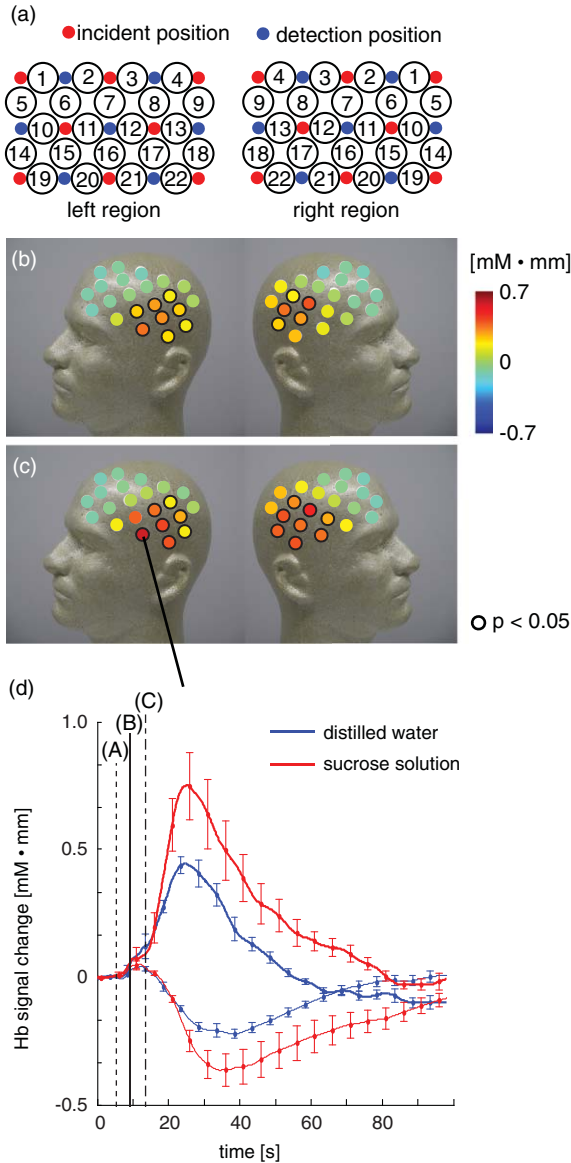 (a)
incident position
detection position
1 2 3 4
4 3 2 1
5 6 7 8 9
9 8 7 6 5
10 11 12 13
13 12 11 10
14 15 16 17 18
18 17 16 15 14
19 20 21 22
22 21 20 19
left region
right region
(b)
[mM • mm]
0.7
0
-0.7
(c)
p < 0.05
(d)
(C)
(B)
(A)
1.0
0.5
0
-0.5
Hb signal change [mM • mm]
distilled water
sucrose solution
0 20 40 60 80
time [s]